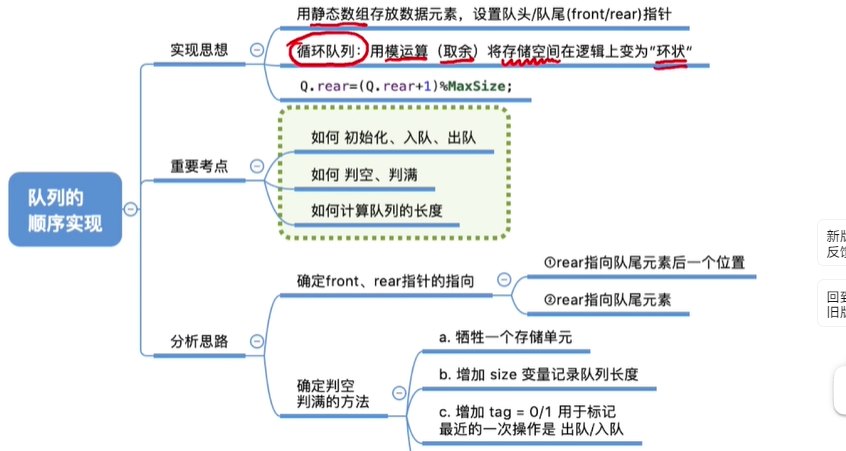 用静态数组存放数据元素，设置队头/队尾(front/rear)指针
实现思想
循环队列：用模运算（取余）将存储空间在逻辑上变为"环状"
Q.rear=(Q.rear+1)%MaxSize;
如何 初始化、入队、出队
重要考点
如何 判空、判满
队列的
顺序实现
如何计算队列的长度
确定front、rear指针的指向
①rear指向队尾元素后一个位置
②rear指向队尾元素
分析思路
a. 牺牲一个存储单元
确定判空
判满的方法
b. 增加 size 变量记录队列长度
c. 增加 tag = 0/1 用于标记
最近的一次操作是 出队/入队
新版
反馈
回到
旧版